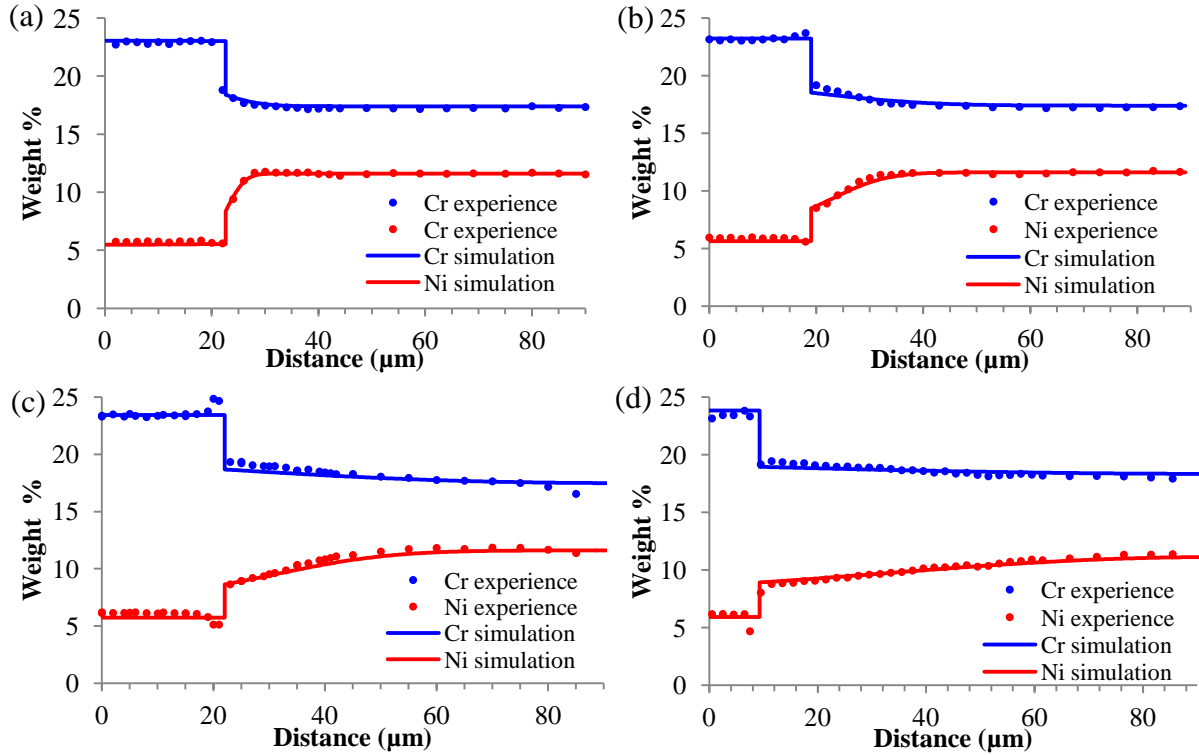 (a)
25
20
15
10
5
0
Weight %
Cr experience
Cr experience
Cr simulation
Ni simulation
0 20 40 60 80
Distance (µm)
(b)
25
20
15
10
5
0
Weight %
Cr experience
Ni experience
Cr simulation
Ni simulation
0 20 40 60 80
Distance (µm)
(c)
25
20
15
10
5
0
Weight %
Cr experience
Ni experience
Cr simulation
Ni simulation
0 20 40 60 80
Distance (µm)
(d)
25
20
15
10
5
0
Weight %
Cr experience
Ni experience
Cr simulation
Ni simulation
0 20 40 60 80
Distance (µm)